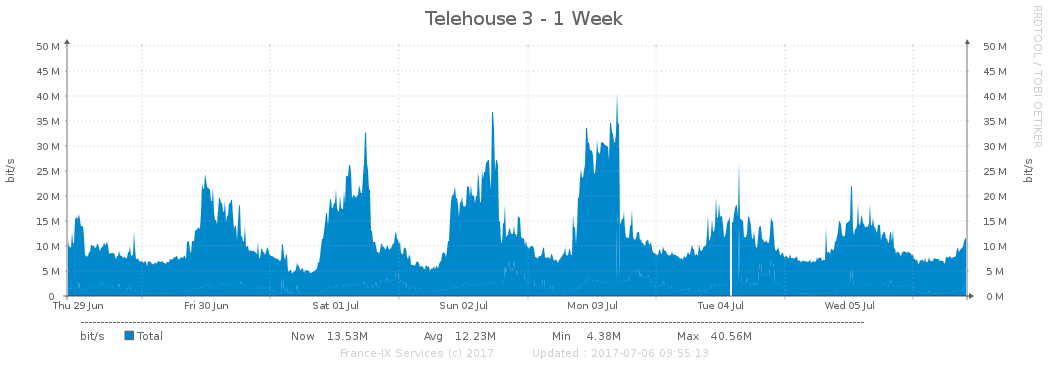 Telehouse 3 - 1 Week
RRDTOOL / TOBI OETIKER
50 M 50 M
45 M 45 M
40 M 40 M
35 M 35 M
30 M 30 M
25 M 25 M
20 M 20 M
15 M 15 M
10 M 10 M
5 M 5 M
0 0 M
bit/s bit/s
Thu 29 Jun Fri 30 Jun Sat 01 Jul Sun 02 Jul Mon 03 Jul Tue 04 Jul Wed 05 Jul
bit/s Total Now 13.53M Avg 12.23M Min 4.38M Max 40.56M
France-IX Services (c) 2017 Updated : 2017-07-06 09:55:13